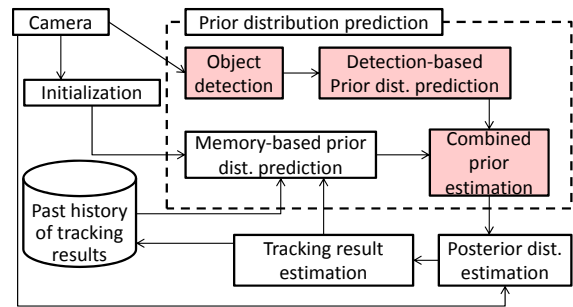 Camera
Prior distribution prediction
Object
detection
Detection-based
Prior dist. prediction
Initialization
Memory-based prior
dist. prediction
Combined
prior
estimation
Past history
of tracking
results
Tracking result
estimation
Posterior dist.
estimation